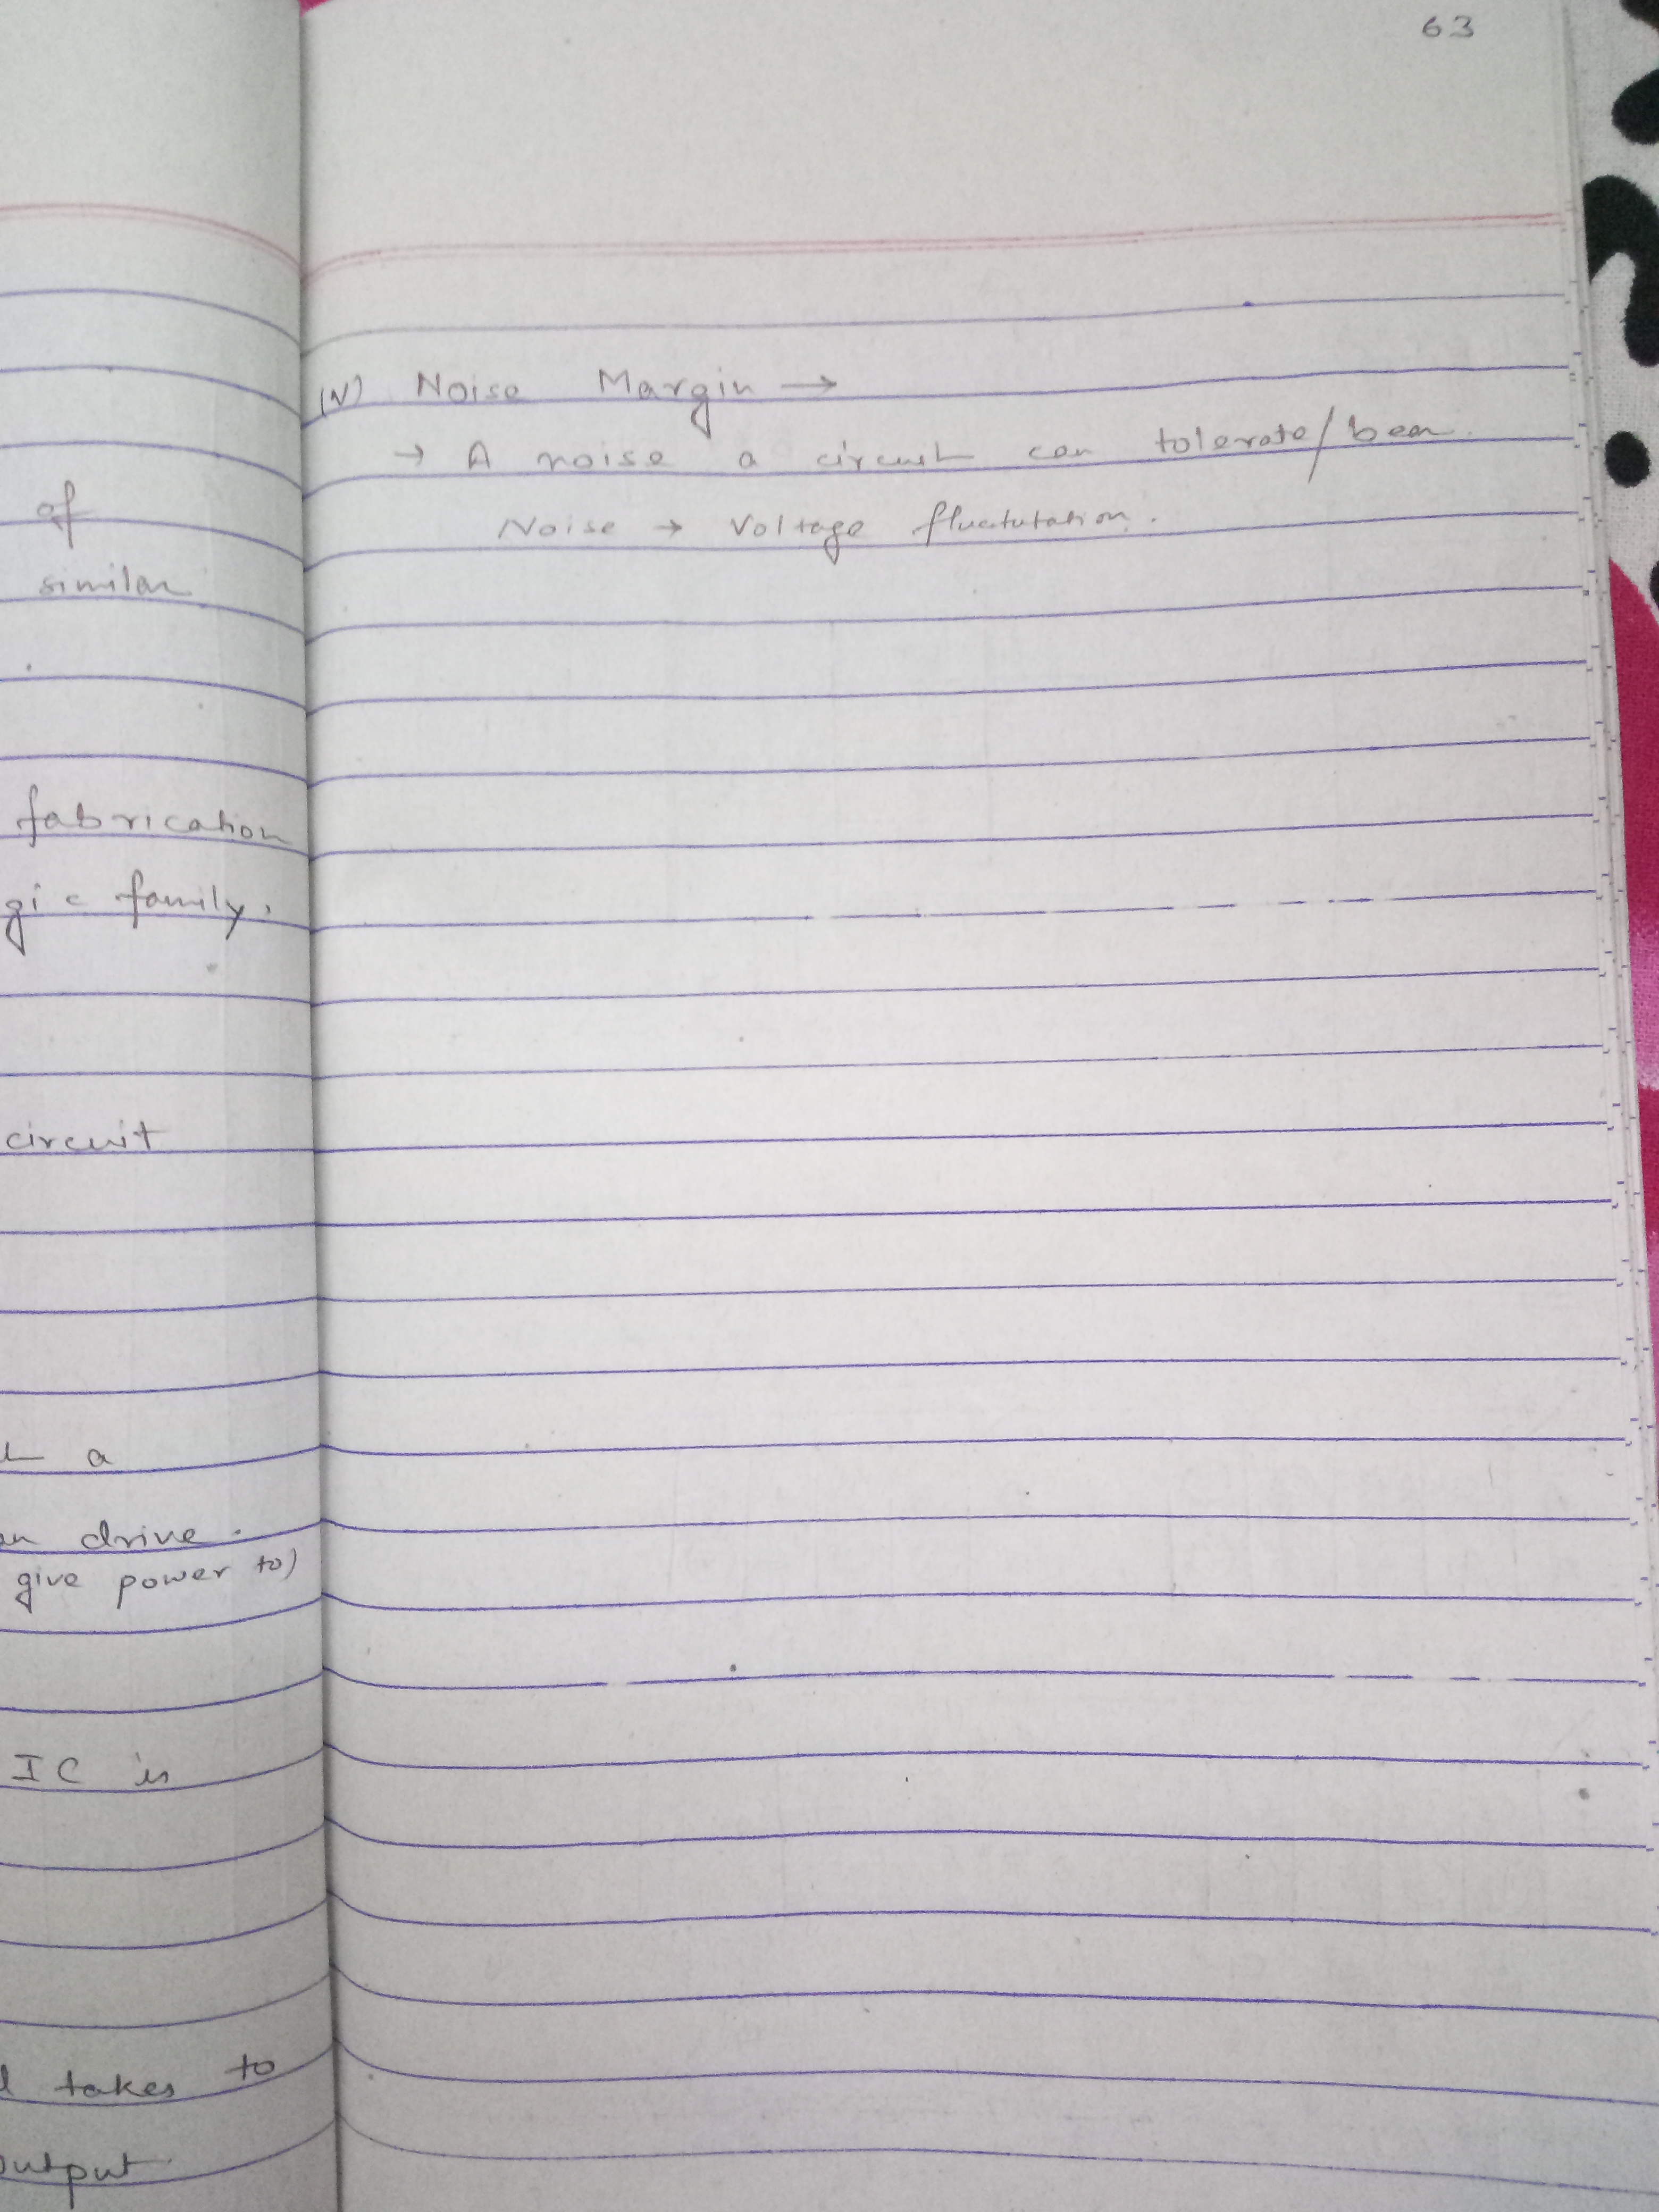 of
similar
fabrication
gic family.
circuit
a
drive.
give power to)
IC is
takes to
output
63
(V) Noise Margin →
→ A noise a circuit can tolerate/bear.
Noise → Voltage fluctutation.